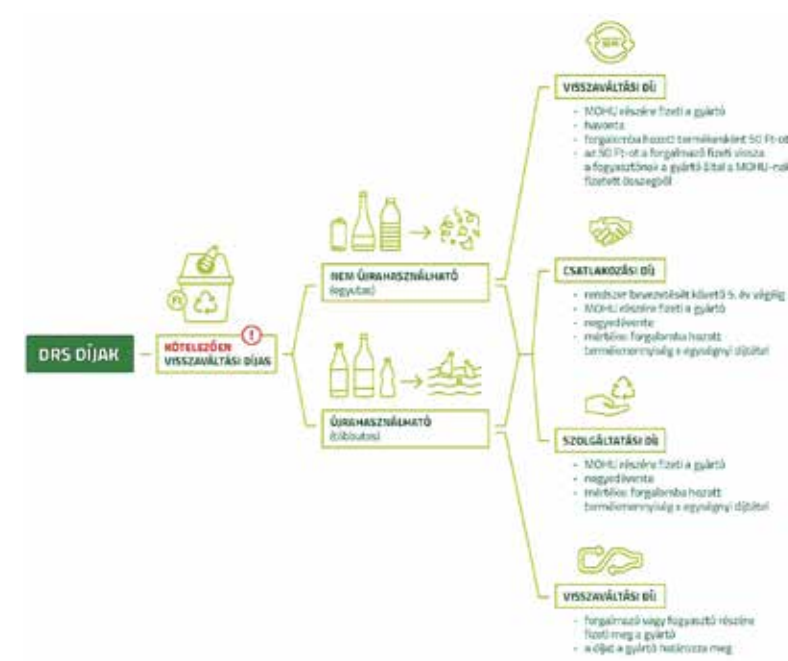 VISSZAVÁLTÁSI DÍJ
- MOHU részére fizeti a gyártó
- havonta
- forgalomba hozott termékenként 50 Ft-ot
- az 50 Ft-ot a forgalmazó fizeti vissza
a fogyasztónak a gyártó által a MOHU-nak
fizetett összegből
NEM ÚJRAHASZNÁLHATÓ
(egyutas)
CSATLAKOZÁSI DÍJ
- rendszer bevezetését követő 5. év végéig
- MOHU részére fizeti a gyártó
- negyedévente
- mértéke: forgalomba hozott
termékmennyiség x egységnyi díjtétel
Ft
DRS DÍJAK
KÖTELEZŐEN
VISSZAVÁLTÁSI DÍJAS
!
ÚJRAHASZNÁLHATÓ
(többutas)
SZOLGÁLTATÁSI DÍJ
- MOHU részére fizeti a gyártó
- negyedévente
- mértéke: forgalomba hozott
termékmennyiség x egységnyi díjtétel
VISSZAVÁLTÁSI DÍJ
- forgalmazó vagy fogyasztó részére
fizeti meg a gyártó
- a díjat a gyártó határozza meg